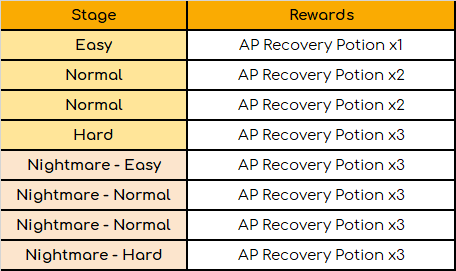 Stage Rewards
Easy AP Recovery Potion x1
Normal AP Recovery Potion x2
Normal AP Recovery Potion x2
Hard AP Recovery Potion x3
Nightmare - Easy AP Recovery Potion x3
Nightmare - Normal AP Recovery Potion x3
Nightmare - Normal AP Recovery Potion x3
Nightmare - Hard AP Recovery Potion x3